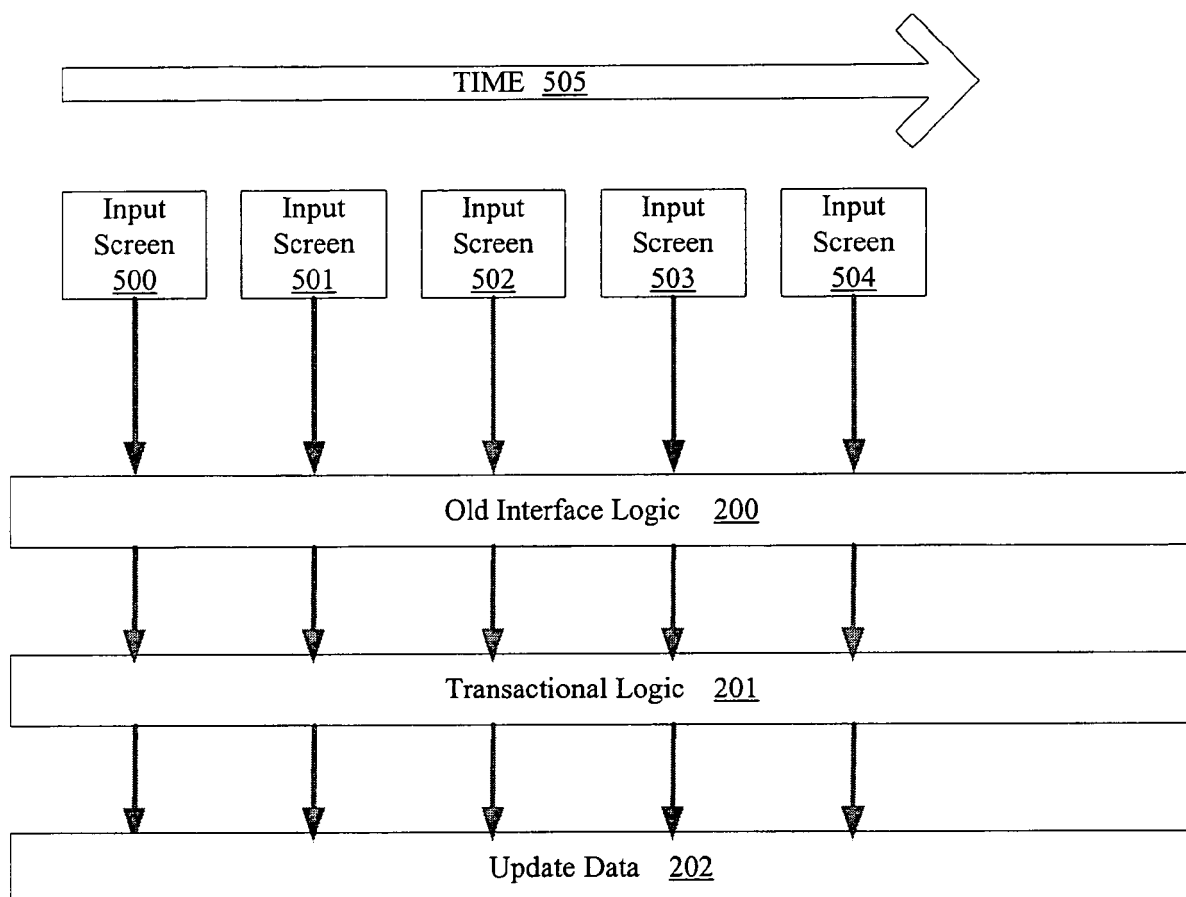 TIME 505
Input
Screen
500
Input
Screen
501
Input
Screen
502
Input
Screen
503
Input
Screen
504
Old Interface Logic 200
Transactional Logic 201
Update Data 202